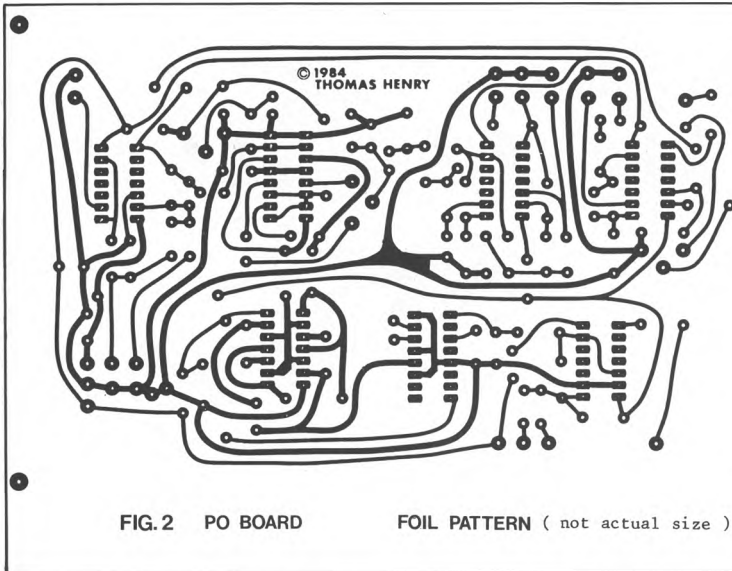 © 1984
THOMAS HENRY
FIG. 2 PO BOARD FOIL PATTERN ( not actual size )